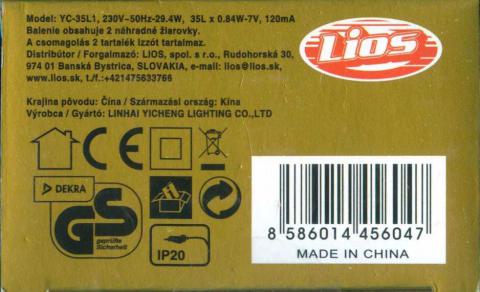 Model: YC-35L1, 230V~50Hz-29.4W, 35L x 0.84W-7V, 120mA
Balenie obsahuje 2 náhradné žiarovky.
A csomagolás 2 tartalék izzót tartalmaz.
Distribútor / Forgalmazó: LIOS, spol. s r.o., Rudohorská 30,
974 01 Banská Bystrica, SLOVAKIA, e-mail: lios@lios.sk,
www.lios.sk, t./f.:+421475633766
LIOS
Krajina pôvodu: Čína / Származási ország: Kína
Výrobca / Gyártó: LINHAI YICHENG LIGHTING CO.,LTD
CE
DEKRA
GS
geprüfte
Sicherheit
IP20
8 586014 456047
MADE IN CHINA